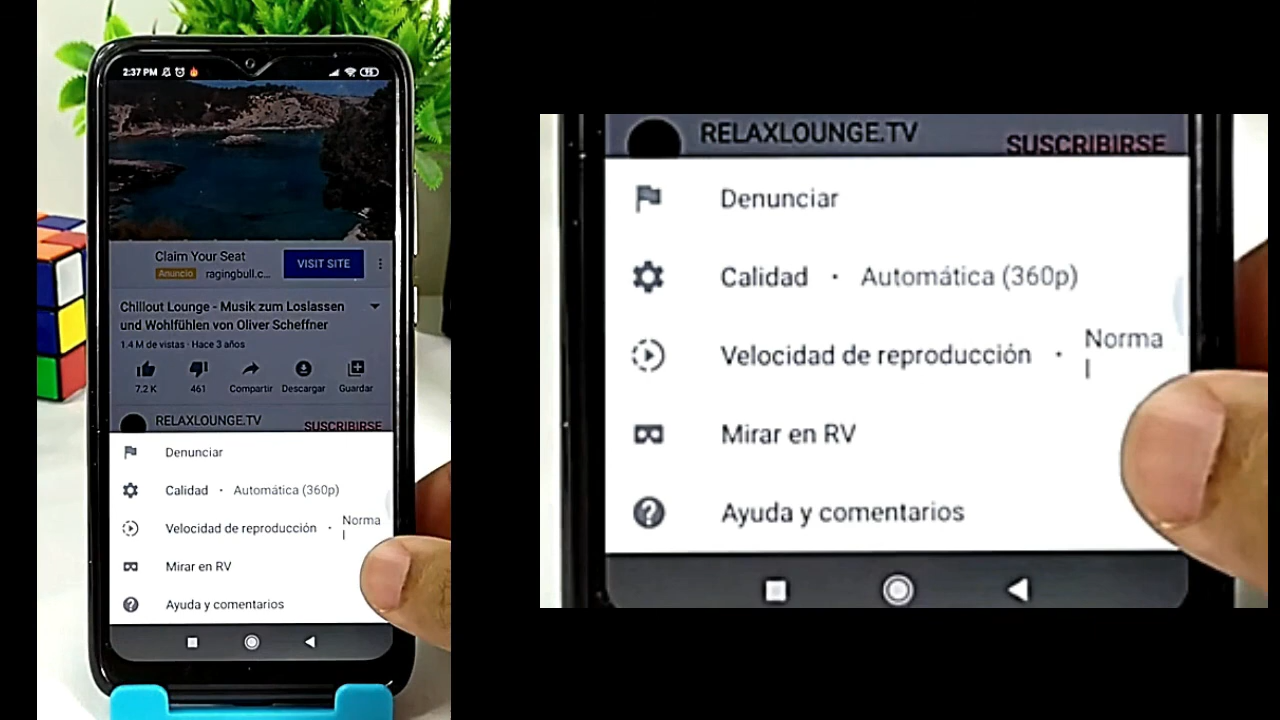 2:37 PM
Claim Your Seat
Anuncio ragingbull.c...
VISIT SITE
Chillout Lounge - Musik zum Loslassen
und Wohlfühlen von Oliver Scheffner
1.4 M de vistas · Hace 3 años
7.2 K 461 Compartir Descargar Guardar
RELAXLOUNGE.TV SUSCRIBIRSE
Denunciar
Calidad · Automática (360p)
Velocidad de reproducción · Norma
l
Mirar en RV
Ayuda y comentarios
RELAXLOUNGE.TV SUSCRIBIRSE
Denunciar
Calidad · Automática (360p)
Velocidad de reproducción · Norma
l
Mirar en RV
Ayuda y comentarios